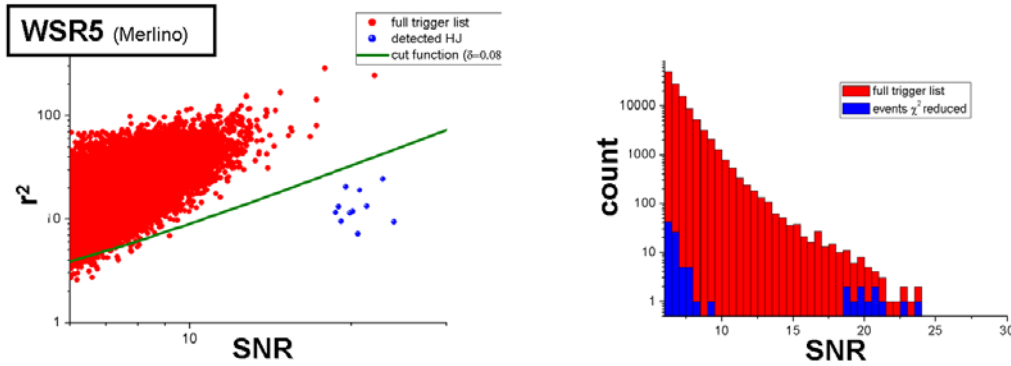 WSR5 (Merlino)
full trigger list
detected HJ
cut function (δ=0.08
100
10
1
r²
10
SNR
full trigger list
events χ² reduced
10000
1000
100
10
1
count
10 15 20 25 30
SNR